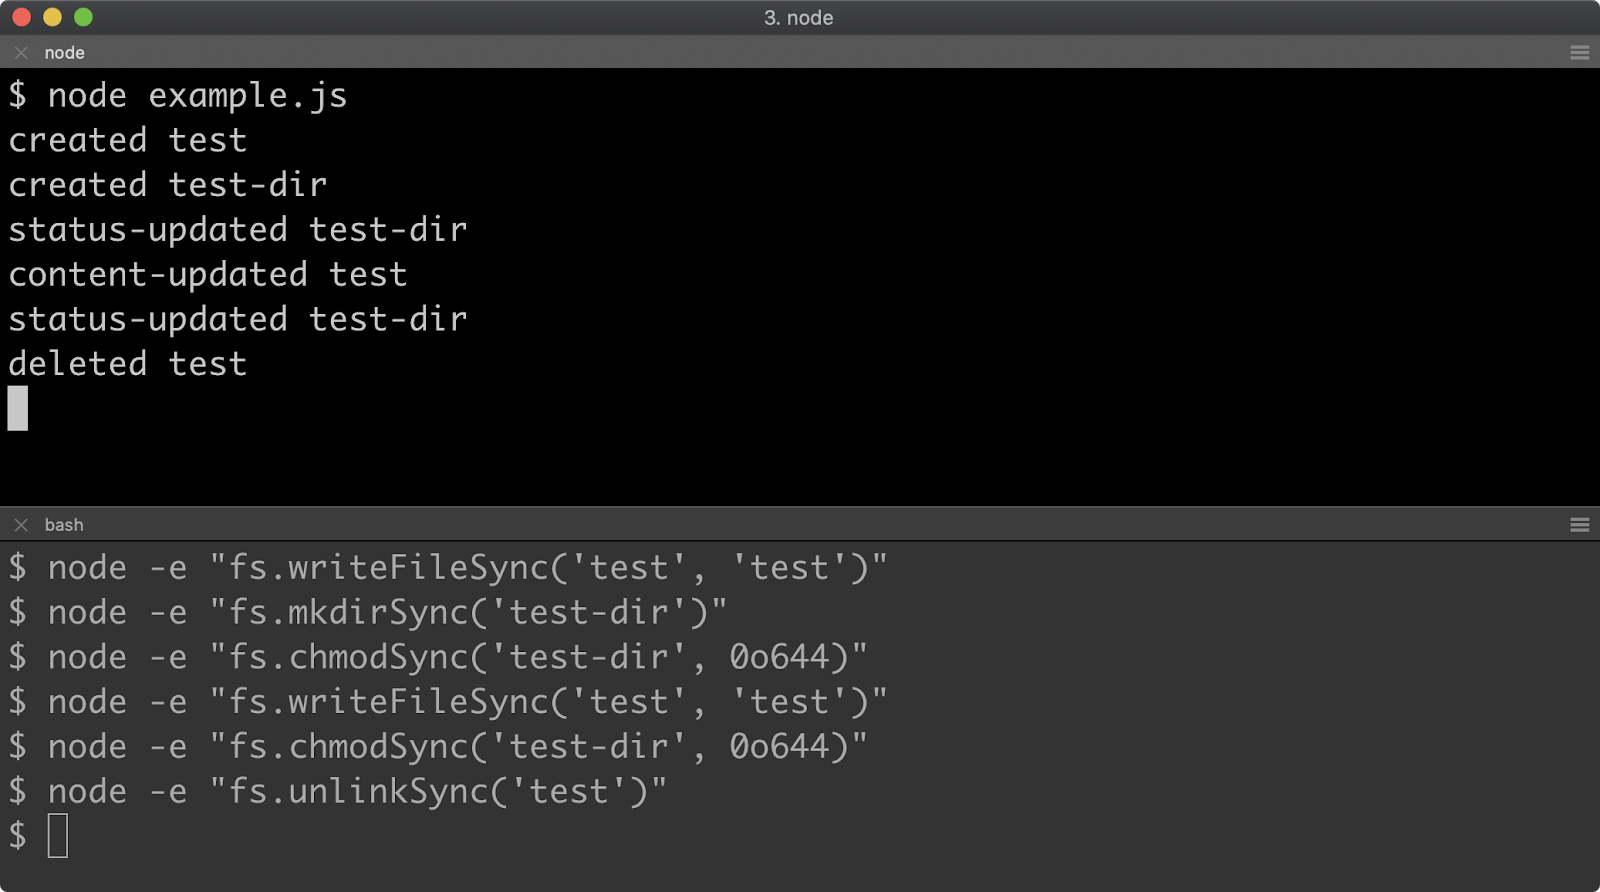 3. node
node
$ node example.js
created test
created test-dir
status-updated test-dir
content-updated test
status-updated test-dir
deleted test
bash
$ node -e "fs.writeFileSync('test', 'test')"
$ node -e "fs.mkdirSync('test-dir')"
$ node -e "fs.chmodSync('test-dir', 0o644)"
$ node -e "fs.writeFileSync('test', 'test')"
$ node -e "fs.chmodSync('test-dir', 0o644)"
$ node -e "fs.unlinkSync('test')"
$